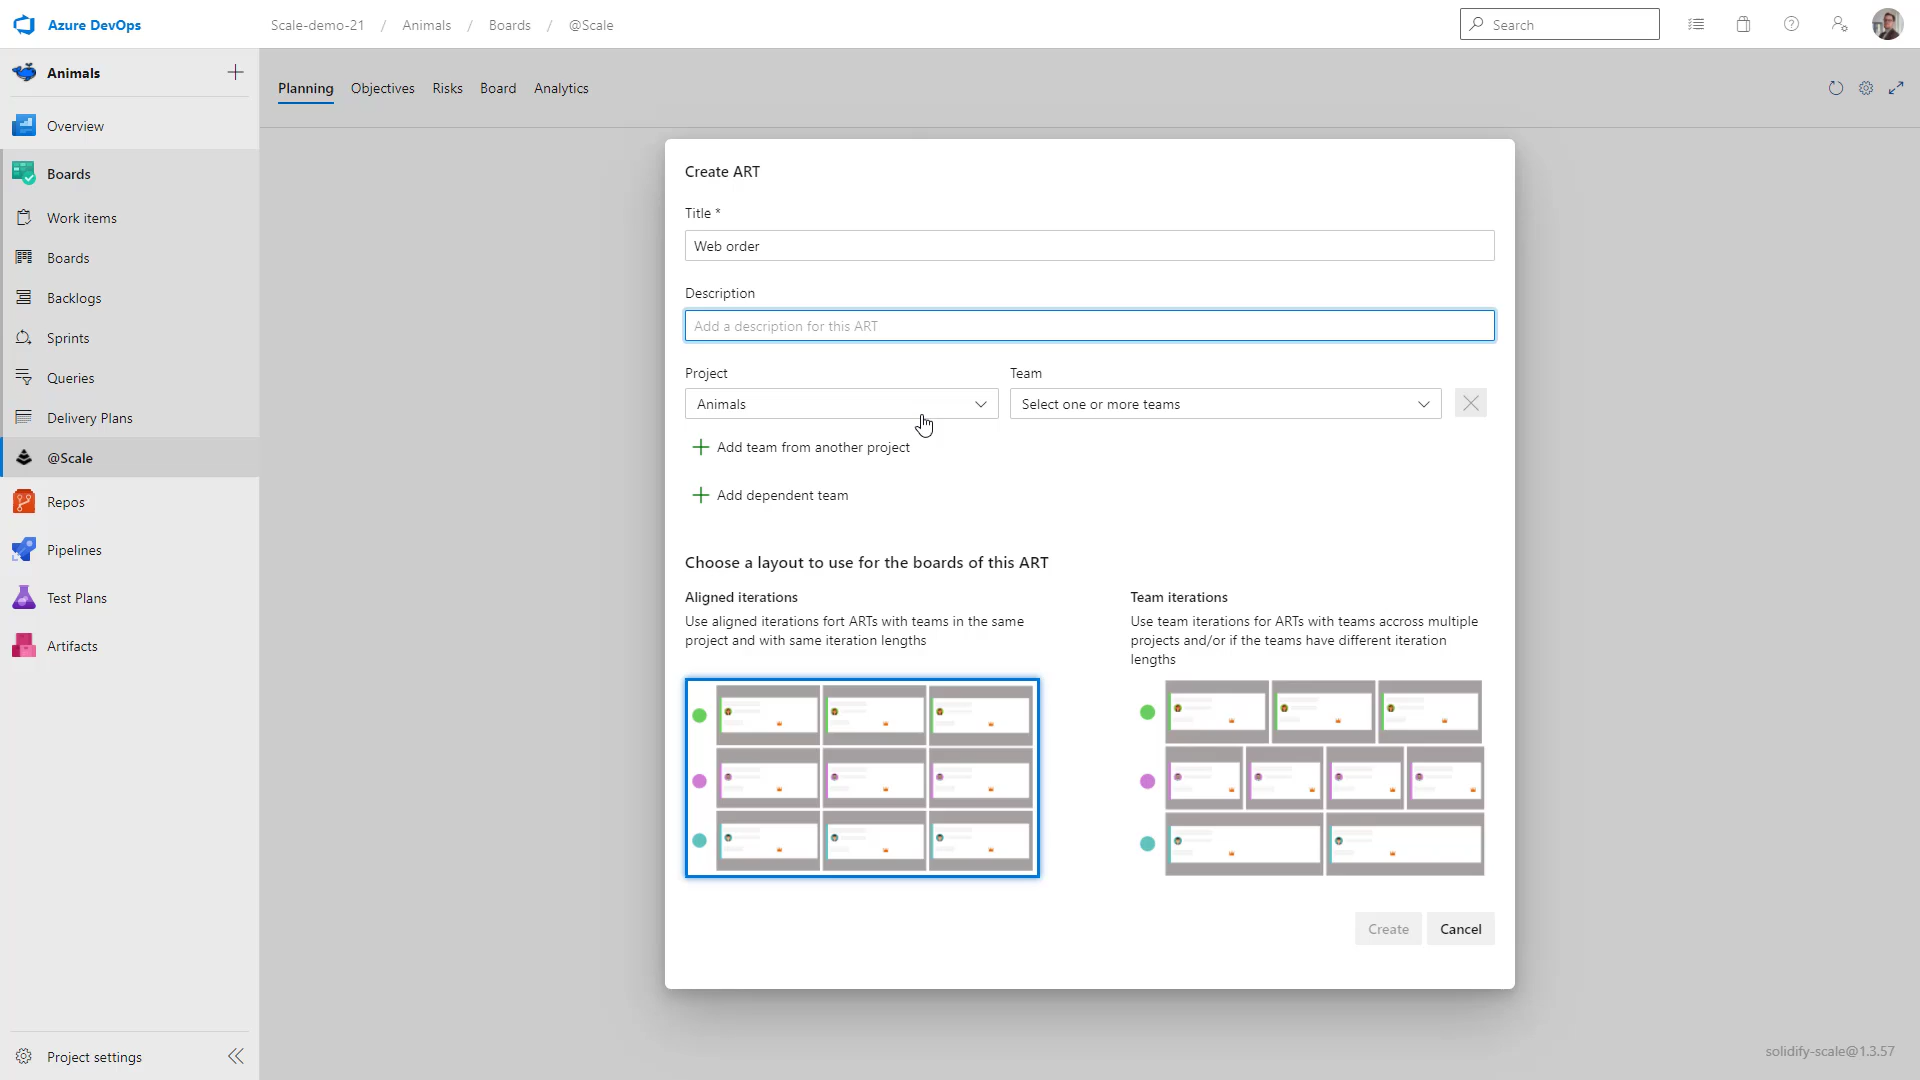 Azure DevOps
Scale-demo-21 / Animals / Boards / @Scale
Search
Animals
Overview
Boards
Work items
Boards
Backlogs
Sprints
Queries
Delivery Plans
@Scale
Repos
Pipelines
Test Plans
Artifacts
Project settings
Planning Objectives Risks Board Analytics
Create ART
Title *
Web order
Description
Add a description for this ART
Project Team
Animals Select one or more teams
Add team from another project
Add dependent team
Choose a layout to use for the boards of this ART
Aligned iterations
Use aligned iterations fort ARTs with teams in the same
project and with same iteration lengths
Team iterations
Use team iterations for ARTs with teams accross multiple
projects and/or if the teams have different iteration
lengths
Create Cancel
solidify-scale@1.3.57